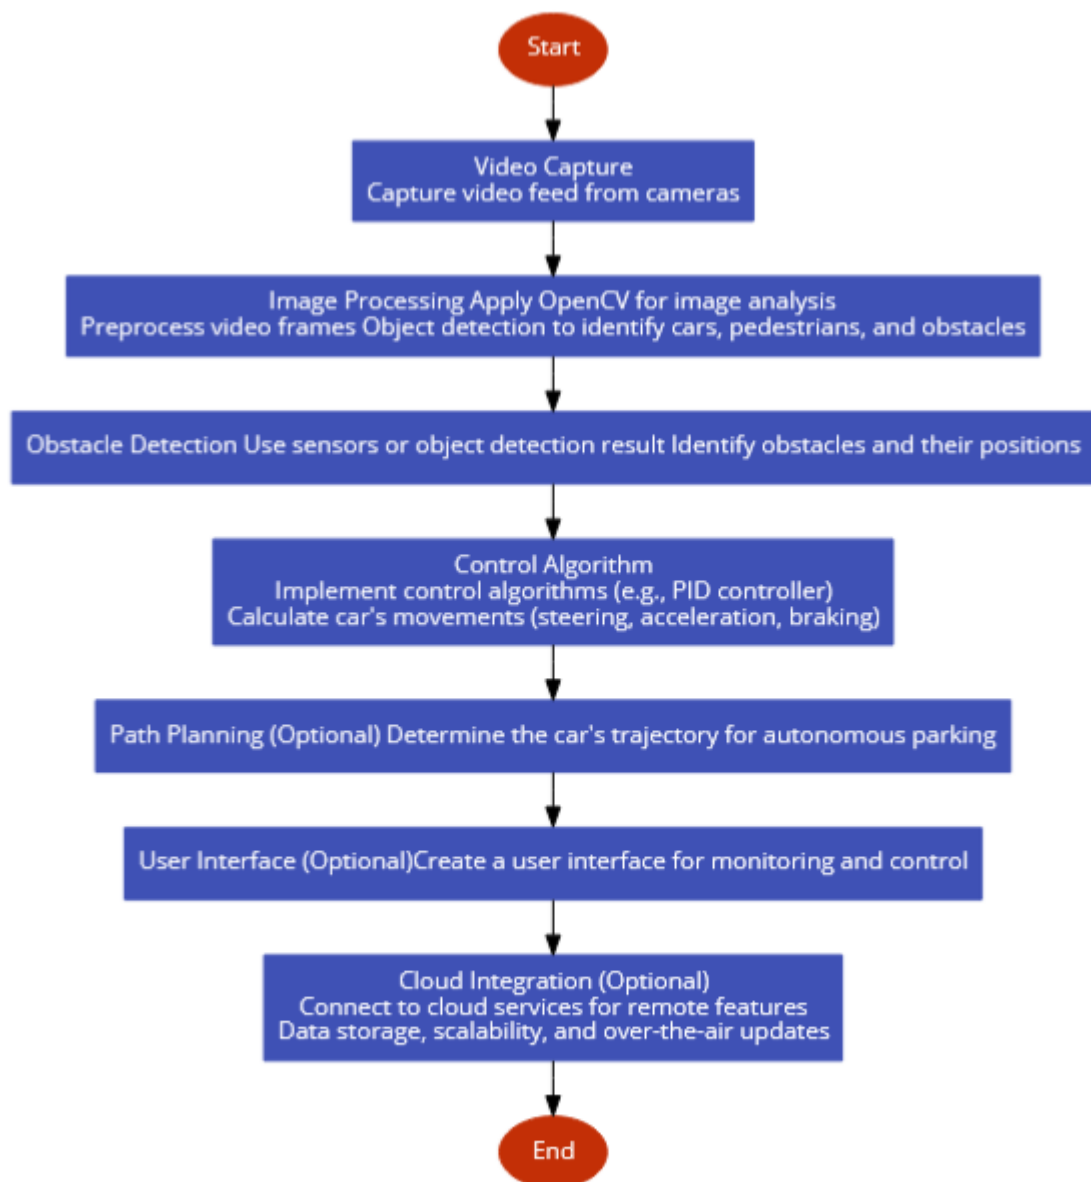 Start
Video Capture
Capture video feed from cameras
Image Processing Apply OpenCV for image analysis
Preprocess video frames Object detection to identify cars, pedestrians, and obstacles
Obstacle Detection Use sensors or object detection result Identify obstacles and their positions
Control Algorithm
Implement control algorithms (e.g., PID controller)
Calculate car's movements (steering, acceleration, braking)
Path Planning (Optional) Determine the car's trajectory for autonomous parking
User Interface (Optional)Create a user interface for monitoring and control
Cloud Integration (Optional)
Connect to cloud services for remote features
Data storage, scalability, and over-the-air updates
End